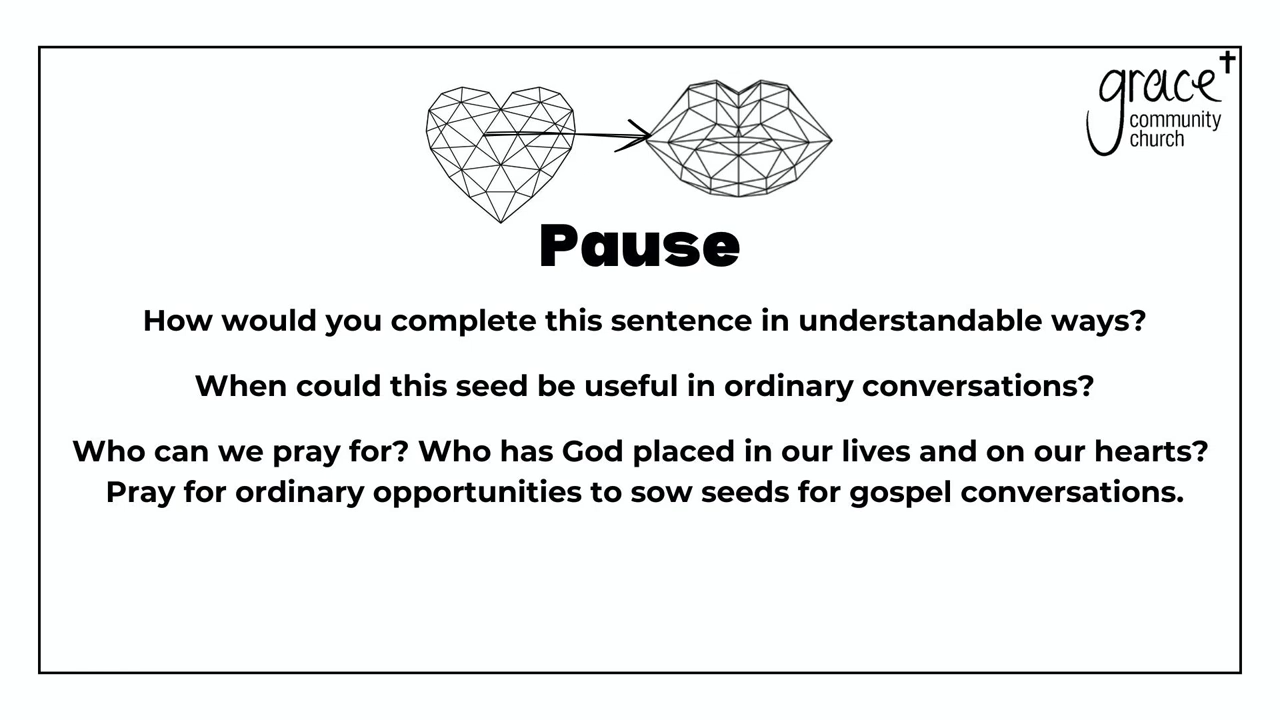 grace
community
church
Pause
How would you complete this sentence in understandable ways?
When could this seed be useful in ordinary conversations?
Who can we pray for? Who has God placed in our lives and on our hearts?
Pray for ordinary opportunities to sow seeds for gospel conversations.